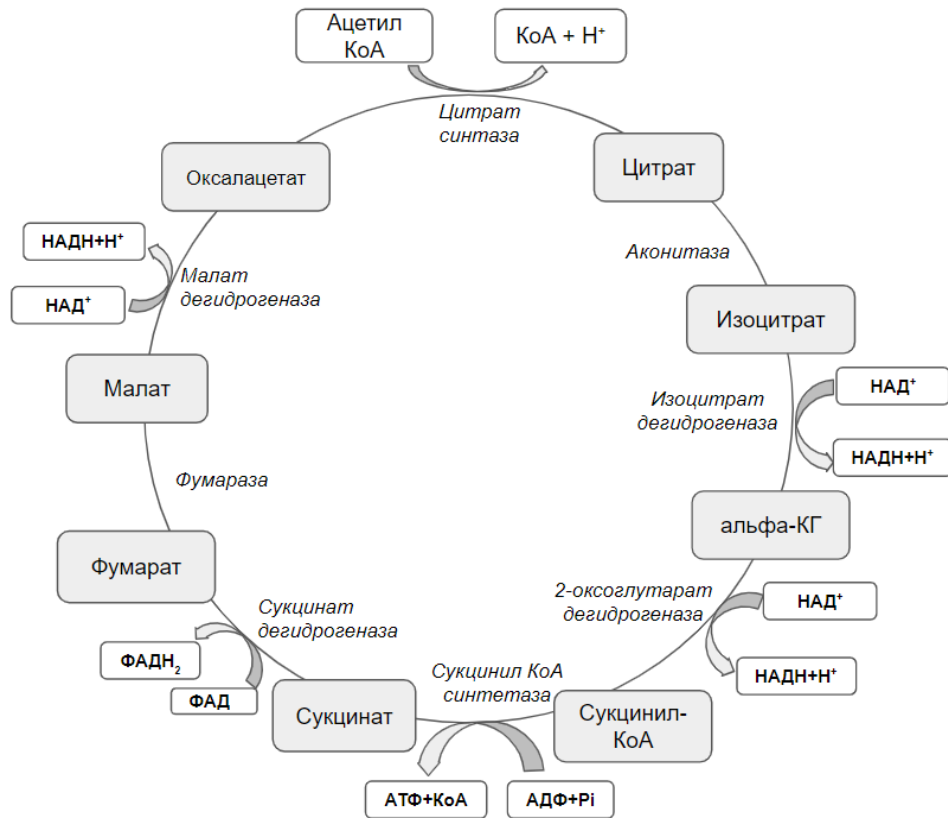 Ацетил
КоА
КоА + Н⁺
Цитрат
синтаза
Оксалацетат
Цитрат
НАДН+Н⁺
Малат
дегидрогеназа
НАД⁺
Аконитаза
Изоцитрат
Малат
Изоцитрат
дегидрогеназа
НАД⁺
НАДН+Н⁺
Фумараза
альфа-КГ
Фумарат
2-оксоглутарат
дегидрогеназа
НАД⁺
НАДН+Н⁺
Сукцинат
дегидрогеназа
ФАДН₂
ФАД
Сукцинил КоА
синтетаза
Сукцинат
Сукцинил-
КоА
АТФ+КоА
АДФ+Pi